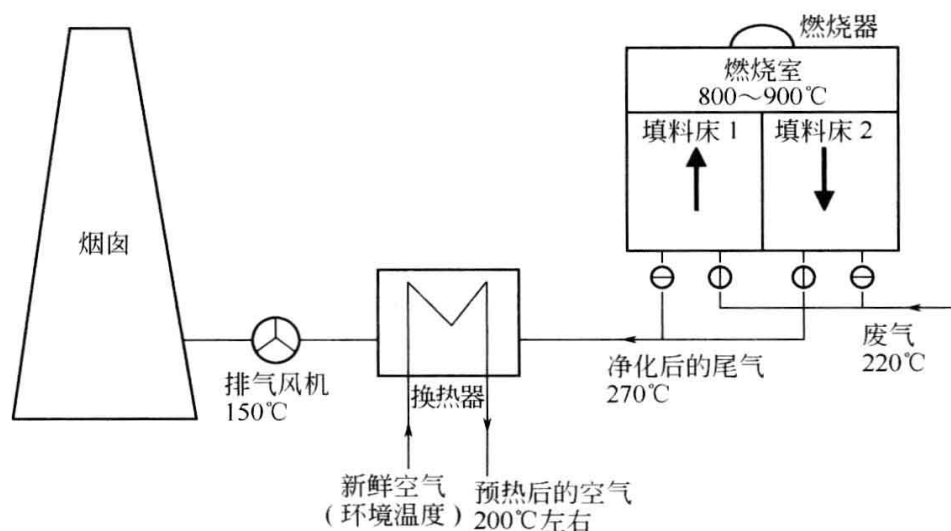 燃烧器
燃烧室
800～900℃
填料床 1
填料床 2
烟囱
排气风机
150℃
换热器
净化后的尾气
270℃
废气
220℃
新鲜空气
（环境温度）
预热后的空气
200℃左右